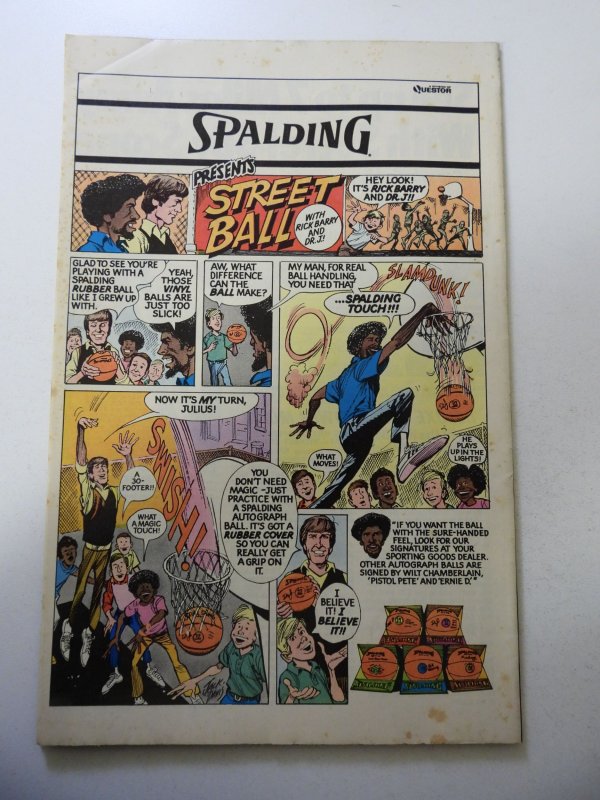 QUESTOR
SPALDING
PRESENTS
STREET
BALL
WITH
RICK BARRY
AND
DR. J!
HEY LOOK!
IT'S RICK BARRY
AND DR. J!!
GLAD TO SEE YOU'RE
PLAYING WITH A
SPALDING
RUBBER BALL
LIKE I GREW UP
WITH.
YEAH,
THOSE
VINYL
BALLS ARE
JUST TOO
SLICK!
AW, WHAT
DIFFERENCE
CAN THE
BALL MAKE?
MY MAN, FOR REAL
BALL HANDLING,
YOU NEED THAT
...SPALDING
TOUCH!!!
SLAMDUNK!
WHAT
MOVES!
HE
PLAYS
UP IN THE
LIGHTS!
NOW IT'S MY TURN,
JULIUS!
A
30-
FOOTER!!
WHAT
A MAGIC
TOUCH!
SWISH!
YOU
DON'T NEED
MAGIC -JUST
PRACTICE WITH
A SPALDING
AUTOGRAPH
BALL. IT'S GOT A
RUBBER COVER
SO YOU CAN
REALLY GET
A GRIP ON
IT.
I
BELIEVE
IT! I
BELIEVE
IT!!
"IF YOU WANT THE BALL
WITH THE SURE-HANDED
FEEL, LOOK FOR OUR
SIGNATURES AT YOUR
SPORTING GOODS DEALER.
OTHER AUTOGRAPH BALLS ARE
SIGNED BY WILT CHAMBERLAIN,
'PISTOL PETE' AND 'ERNIE D.'"